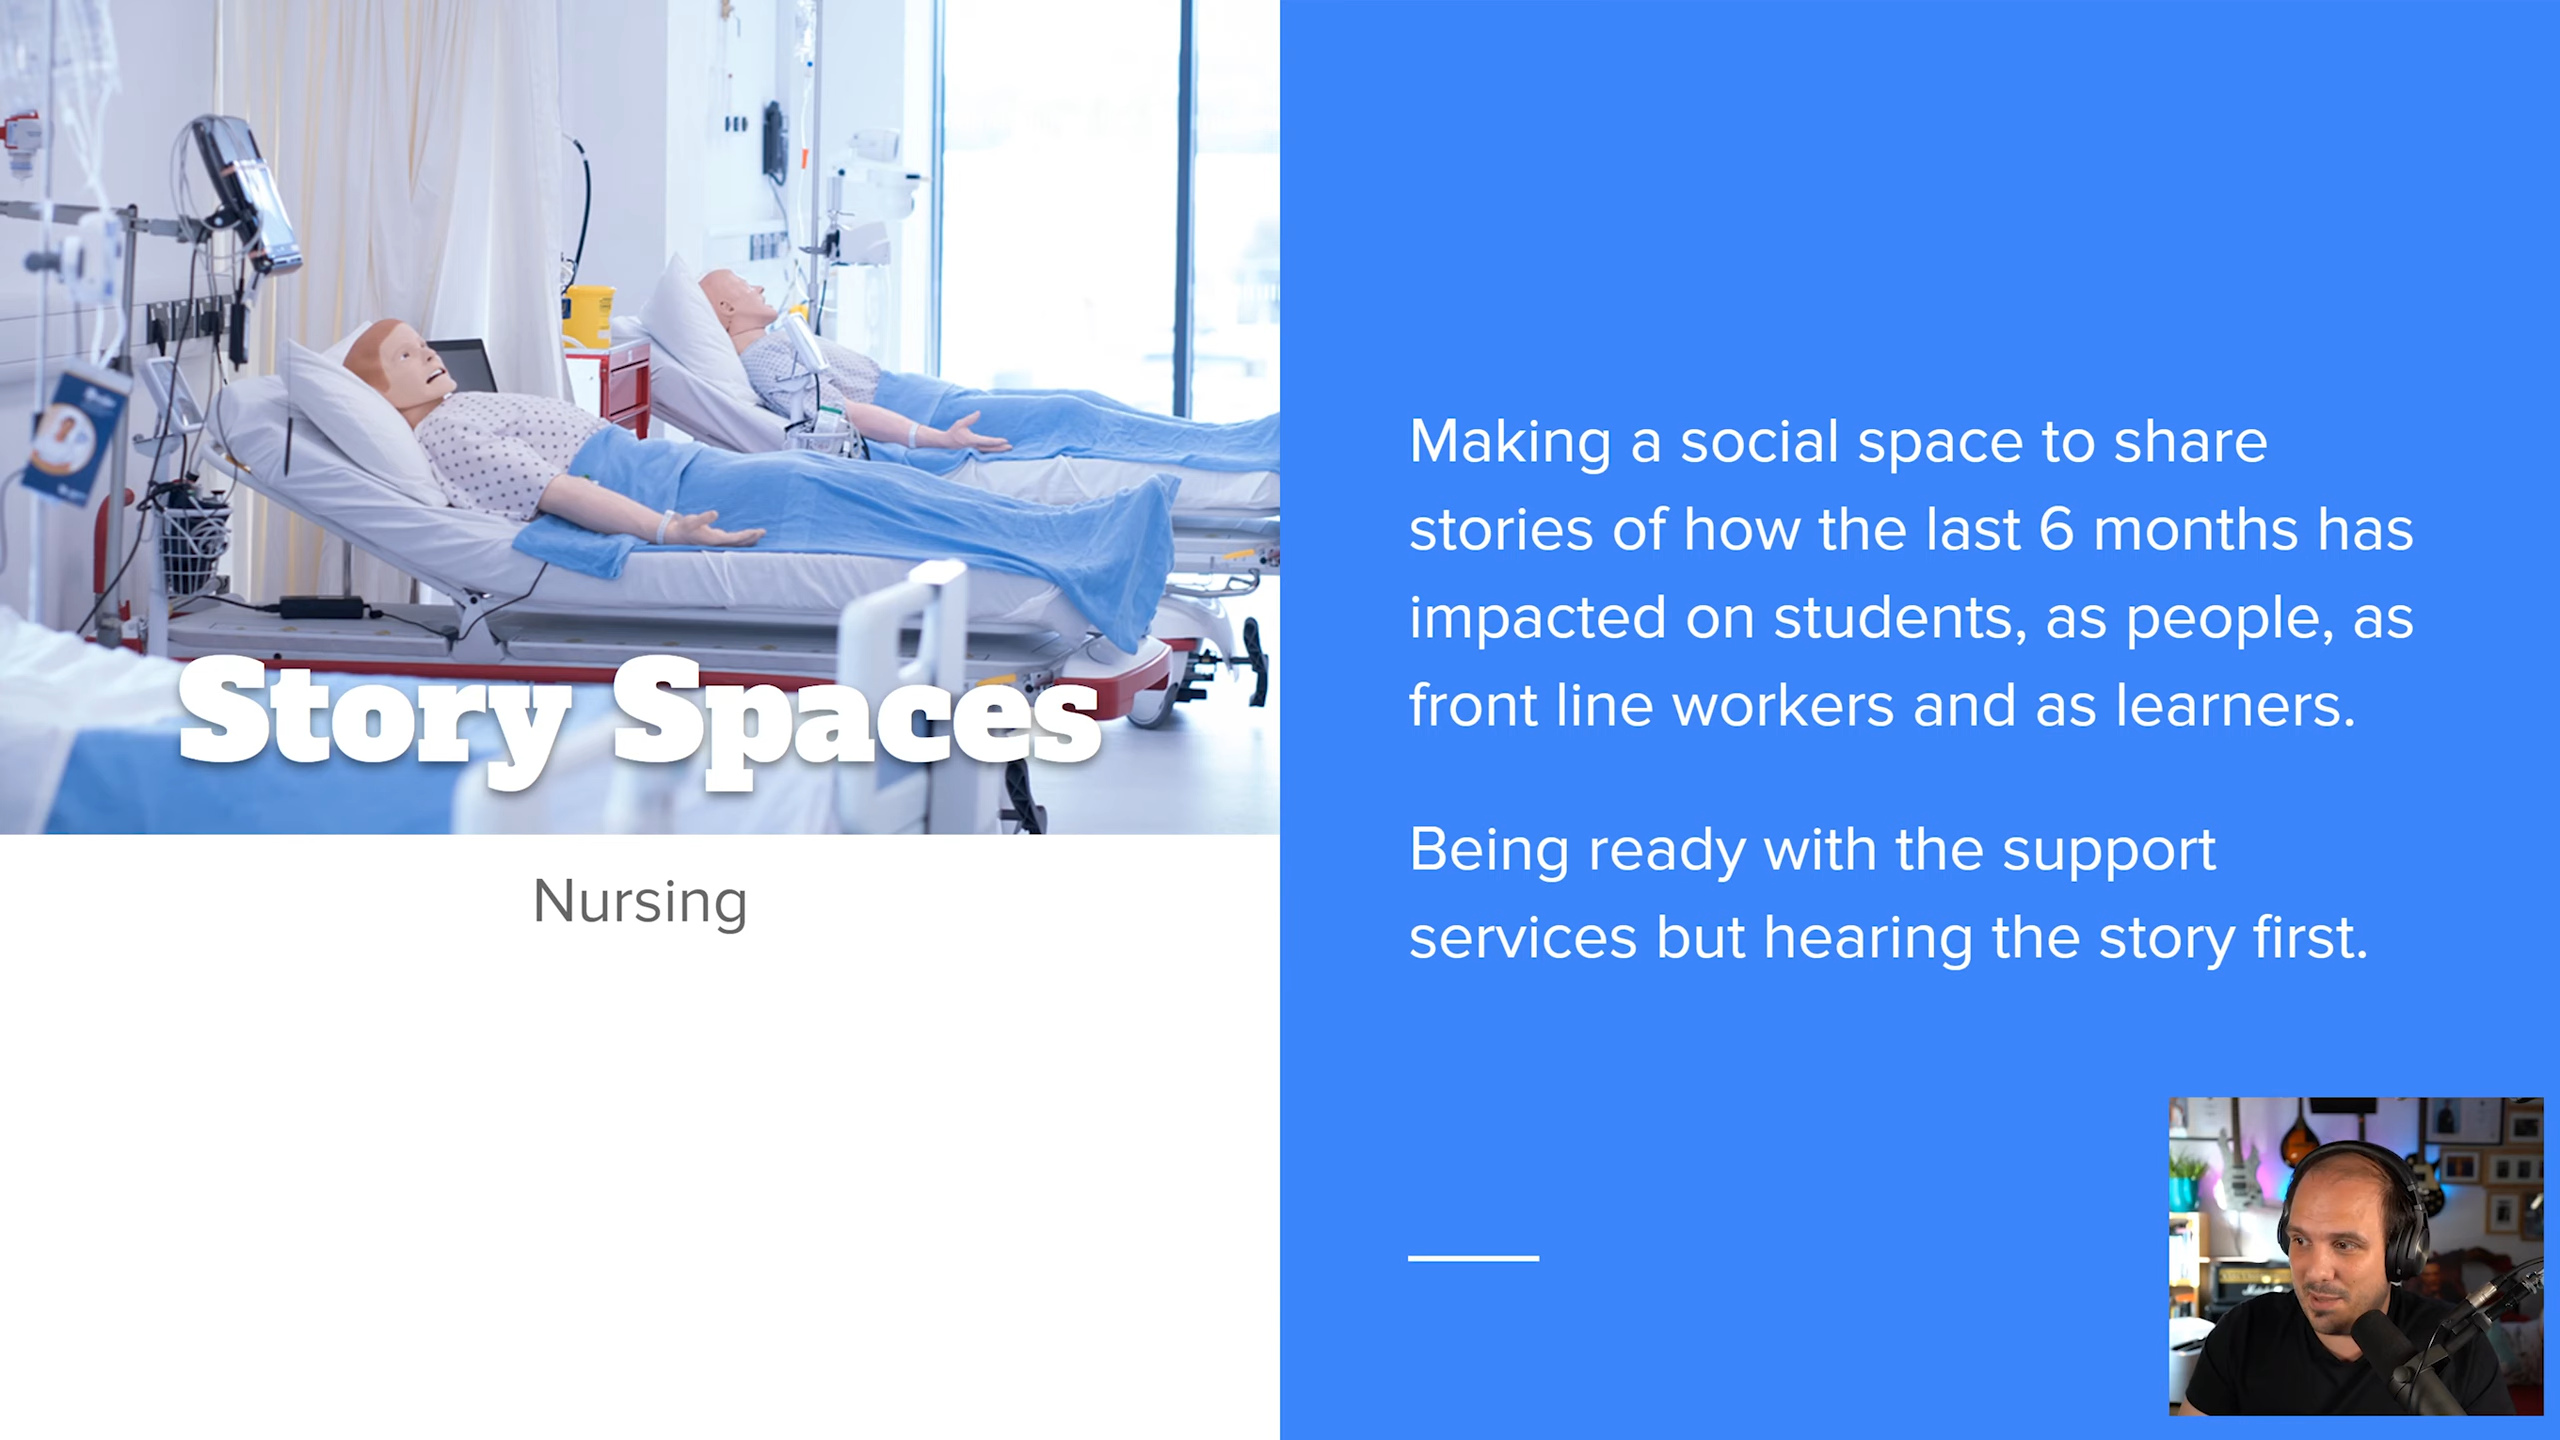 Story Spaces
Nursing
Making a social space to share
stories of how the last 6 months has
impacted on students, as people, as
front line workers and as learners.
Being ready with the support
services but hearing the story first.